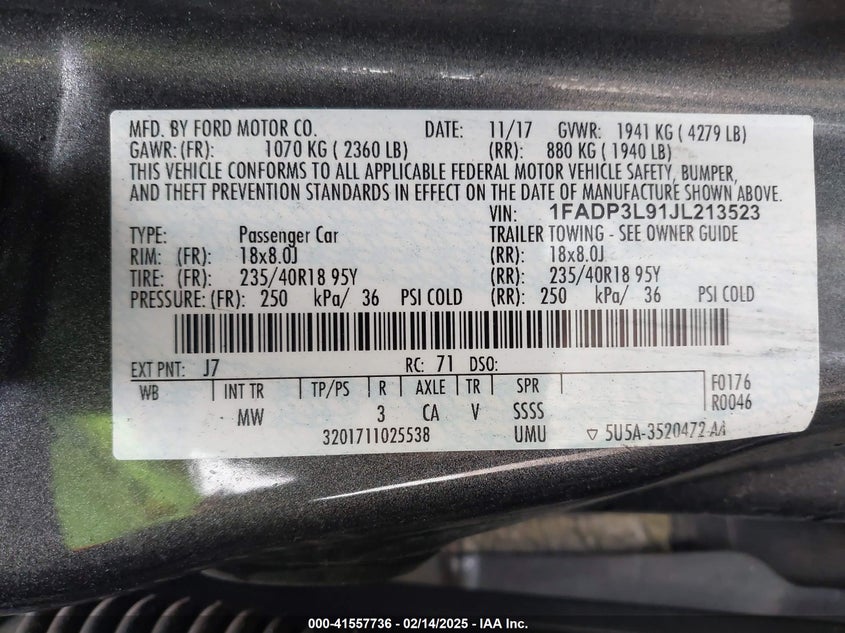 MFD. BY FORD MOTOR CO. DATE: 11/17 GVWR: 1941 KG ( 4279 LB)
GAWR: (FR): 1070 KG ( 2360 LB) (RR): 880 KG ( 1940 LB)
THIS VEHICLE CONFORMS TO ALL APPLICABLE FEDERAL MOTOR VEHICLE SAFETY, BUMPER,
AND THEFT PREVENTION STANDARDS IN EFFECT ON THE DATE OF MANUFACTURE SHOWN ABOVE.
VIN: 1FADP3L91JL213523
TYPE: Passenger Car TRAILER TOWING - SEE OWNER GUIDE
RIM: (FR): 18x8.0J (RR): 18x8.0J
TIRE: (FR): 235/40R18 95Y (RR): 235/40R18 95Y
PRESSURE: (FR): 250 kPa/ 36 PSI COLD (RR): 250 kPa/ 36 PSI COLD
EXT PNT: J7 RC: 71 DSO:
WB INT TR TP/PS R AXLE TR SPR F0176
MW 3 CA V SSSS R0046
3201711025538 UMU ▽ 5U5A-3520472-AA
000-41557736 - 02/14/2025 - IAA Inc.